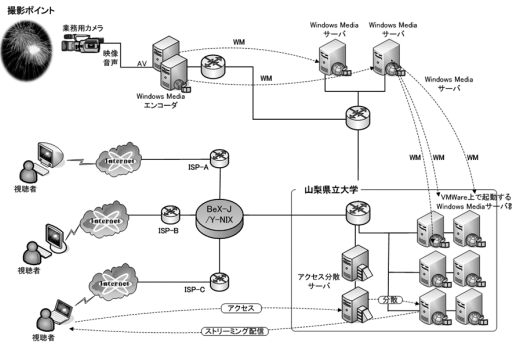 撮影ポイント
業務用カメラ
映像
音声
AV
WM
WM
Windows Media
エンコーダ
Windows Media
サーバ
Windows Media
サーバ
Windows Media
サーバ
WM
WM
WM
視聴者
Internet
ISP-A
視聴者
Internet
ISP-B
BeX-J
/Y-NIX
視聴者
Internet
ISP-C
山梨県立大学
VMWare上で起動する
Windows Mediaサーバ群
アクセス分散
サーバ
アクセス
分散
ストリーミング配信